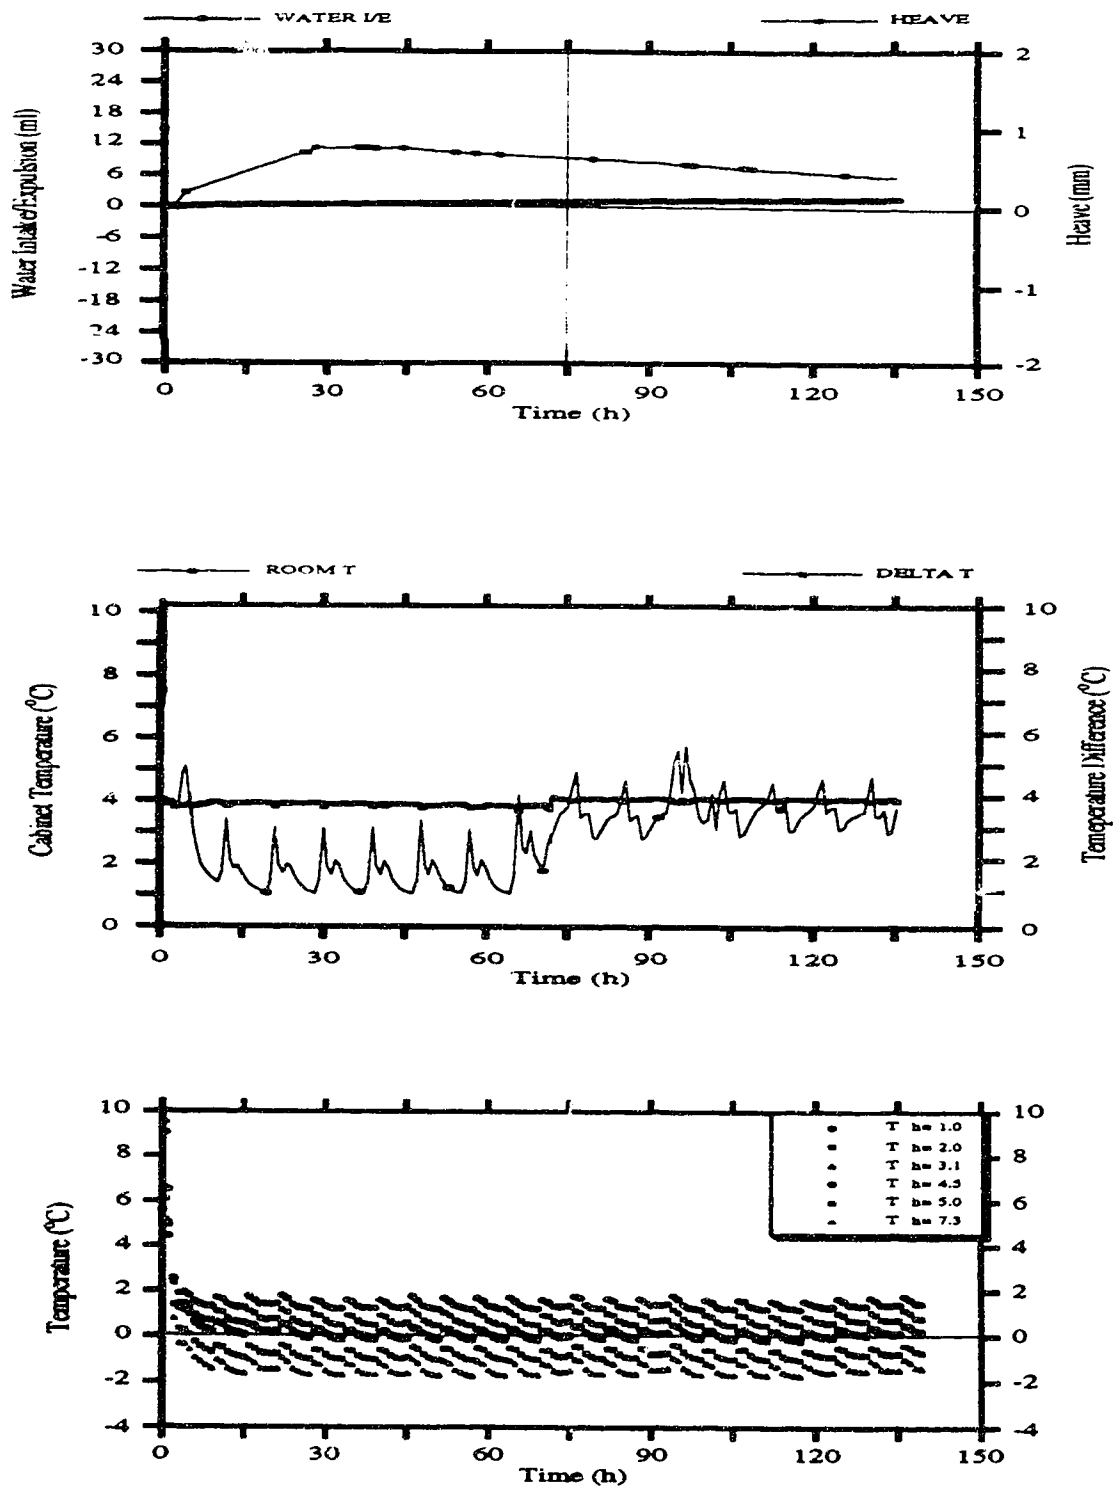 WATER I/E HEAVE
30 2
24
18
12 1
6
0 0
-6
-12 -1
-18
24
-30 -2
Water Intake/Expulsion (ml)
Heave (mm)
0 30 60 90 120 150
Time (h)
ROOM T DELTA T
10 10
8 8
6 6
4 4
2 2
0 0
Cabinet Temperature (°C)
Temeperature Difference (°C)
0 30 60 90 120 150
Time (h)
10 10
8 8
6 6
4 4
2 2
0 0
-2 -2
-4 -4
Temperature (°C)
T h= 1.0
T h= 2.0
T h= 3.1
T h= 4.5
T h= 5.0
T h= 7.3
0 30 60 90 120 150
Time (h)